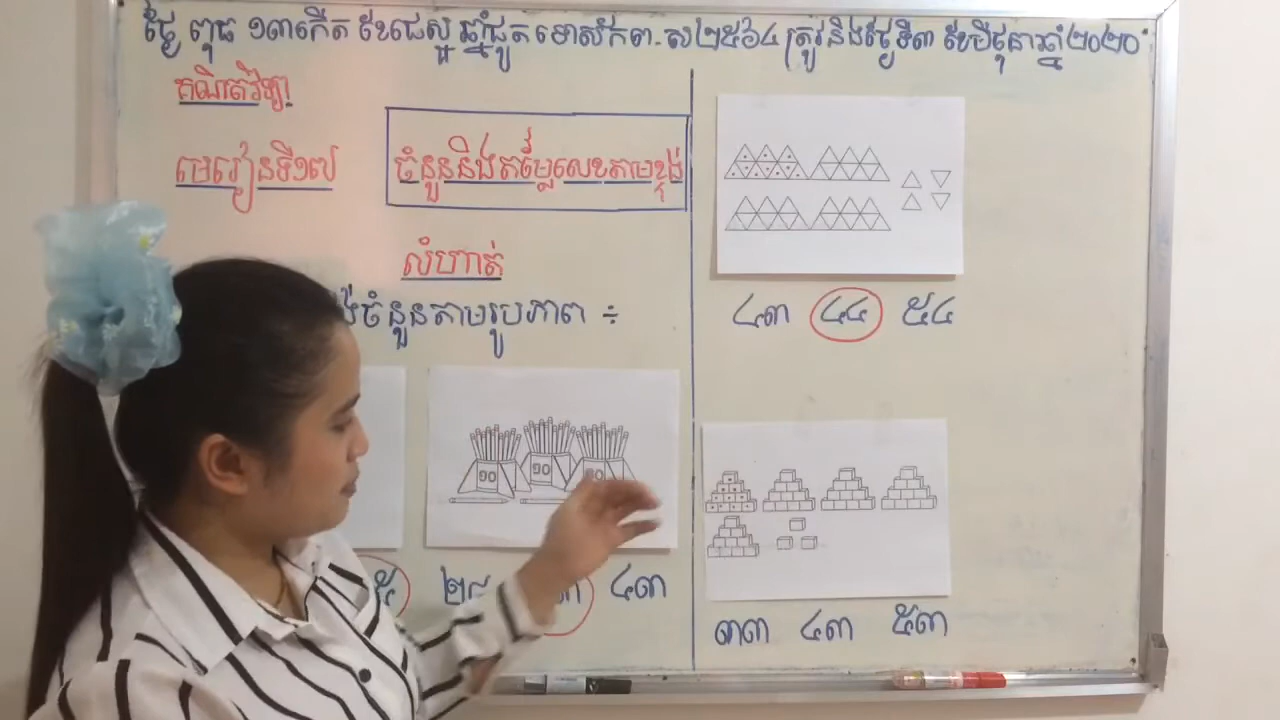 ថ្ងៃ ពុធ ១៣កើត ខែជេស្ឋ ឆ្នាំជូត ទោស័ក ព.ស២៥៦៤ ត្រូវនឹងថ្ងៃទី៣ ខែមិថុនា ឆ្នាំ២០២០
គណិតវិទ្យា
មេរៀនទី១៧
ចំនួននិងតម្លៃលេខតាមខ្ទង់
លំហាត់
ចំនួនតាមរូបភាព ÷
១០ ១០ ១០
៤៣ ៤៤ ៥៤
៤៣
៣៣ ៤៣ ៥៣